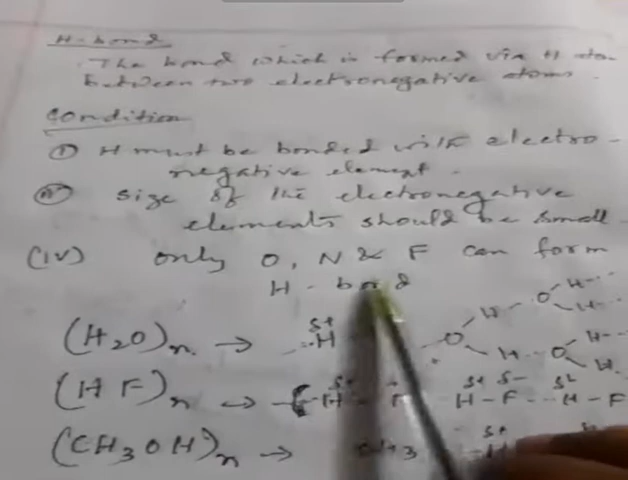 H-bond
The bond which is formed via H atom
between two electronegative atoms.
Condition
(i) H must be bonded with electro-
negative element.
(ii) size of the electronegative
elements should be small.
(iv) only O, N & F can form
H-bond
(H2O)n → δ+ H O H O H H
H O H H
(HF)n → δ+ H F δ+ δ- H-F---H-F
(CH3OH)n → CH3 δ+